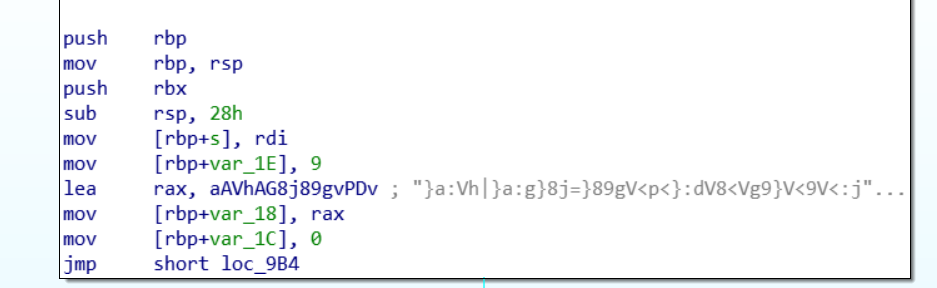 push rbp
mov rbp, rsp
push rbx
sub rsp, 28h
mov [rbp+s], rdi
mov [rbp+var_1E], 9
lea rax, aAVhAG8j89gvPDv ; "}a:Vh|}a:g}8j=}89gV<p<}:dV8<Vg9}V<9V<:j"...
mov [rbp+var_18], rax
mov [rbp+var_1C], 0
jmp short loc_9B4